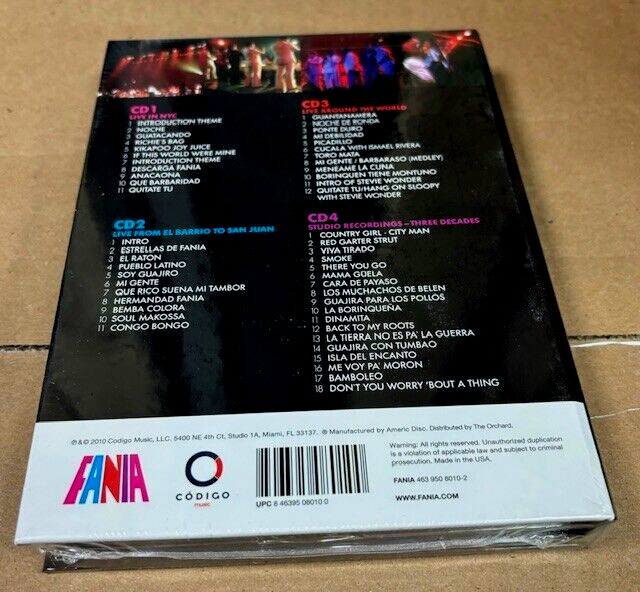 CD1
LIVE IN NYC
1 INTRODUCTION THEME
2 NOCHE
3 GUATACANDO
4 RICHIE'S BAG
5 KIKAPOO JOY JUICE
6 IF THIS WORLD WERE MINE
7 INTRODUCTION THEME
8 DESCARGA FANIA
9 ANACAONA
10 QUE BARBARIDAD
11 QUITATE TU
CD2
LIVE FROM EL BARRIO TO SAN JUAN
1 INTRO
2 ESTRELLAS DE FANIA
3 EL RATON
4 PUEBLO LATINO
5 SOY GUAJIRO
6 MI GENTE
7 QUE RICO SUENA MI TAMBOR
8 HERMANDAD FANIA
9 BEMBA COLORA
10 SOUL MAKOSSA
11 CONGO BONGO
CD3
LIVE AROUND THE WORLD
1 GUANTANAMERA
2 NOCHE DE RONDA
3 PONTE DURO
4 MI DEBILIDAD
5 PICADILLO
6 CUCALA WITH ISMAEL RIVERA
7 TORO MATA
8 MI GENTE / BARBARASO (MEDLEY)
9 MENEAME LA CUNA
10 BORINQUEN TIENE MONTUNO
11 INTRO OF STEVIE WONDER
12 QUITATE TU/HANG ON SLOOPY
WITH STEVIE WONDER
CD4
STUDIO RECORDINGS – THREE DECADES
1 COUNTRY GIRL - CITY MAN
2 RED GARTER STRUT
3 VIVA TIRADO
4 SMOKE
5 THERE YOU GO
6 MAMA GÜELA
7 CARA DE PAYASO
8 LOS MUCHACHOS DE BELEN
9 GUAJIRA PARA LOS POLLOS
10 LA BORINQUEÑA
11 DINAMITA
12 BACK TO MY ROOTS
13 LA TIERRA NO ES PA' LA GUERRA
14 GUAJIRA CON TUMBAO
15 ISLA DEL ENCANTO
16 ME VOY PA' MORON
17 BAMBOLEO
18 DON'T YOU WORRY 'BOUT A THING
℗ & © 2010 Codigo Music, LLC. 5400 NE 4th Ct, Studio 1A, Miami, FL 33137. ® Manufactured by Americ Disc. Distributed by The Orchard.
FANIA
CÓDIGO
music
UPC 8 46395 08010 0
Warning: All rights reserved. Unauthorized duplication
is a violation of applicable law and subject to criminal
prosecution. Made in the USA.
FANIA 463 950 8010-2
WWW.FANIA.COM